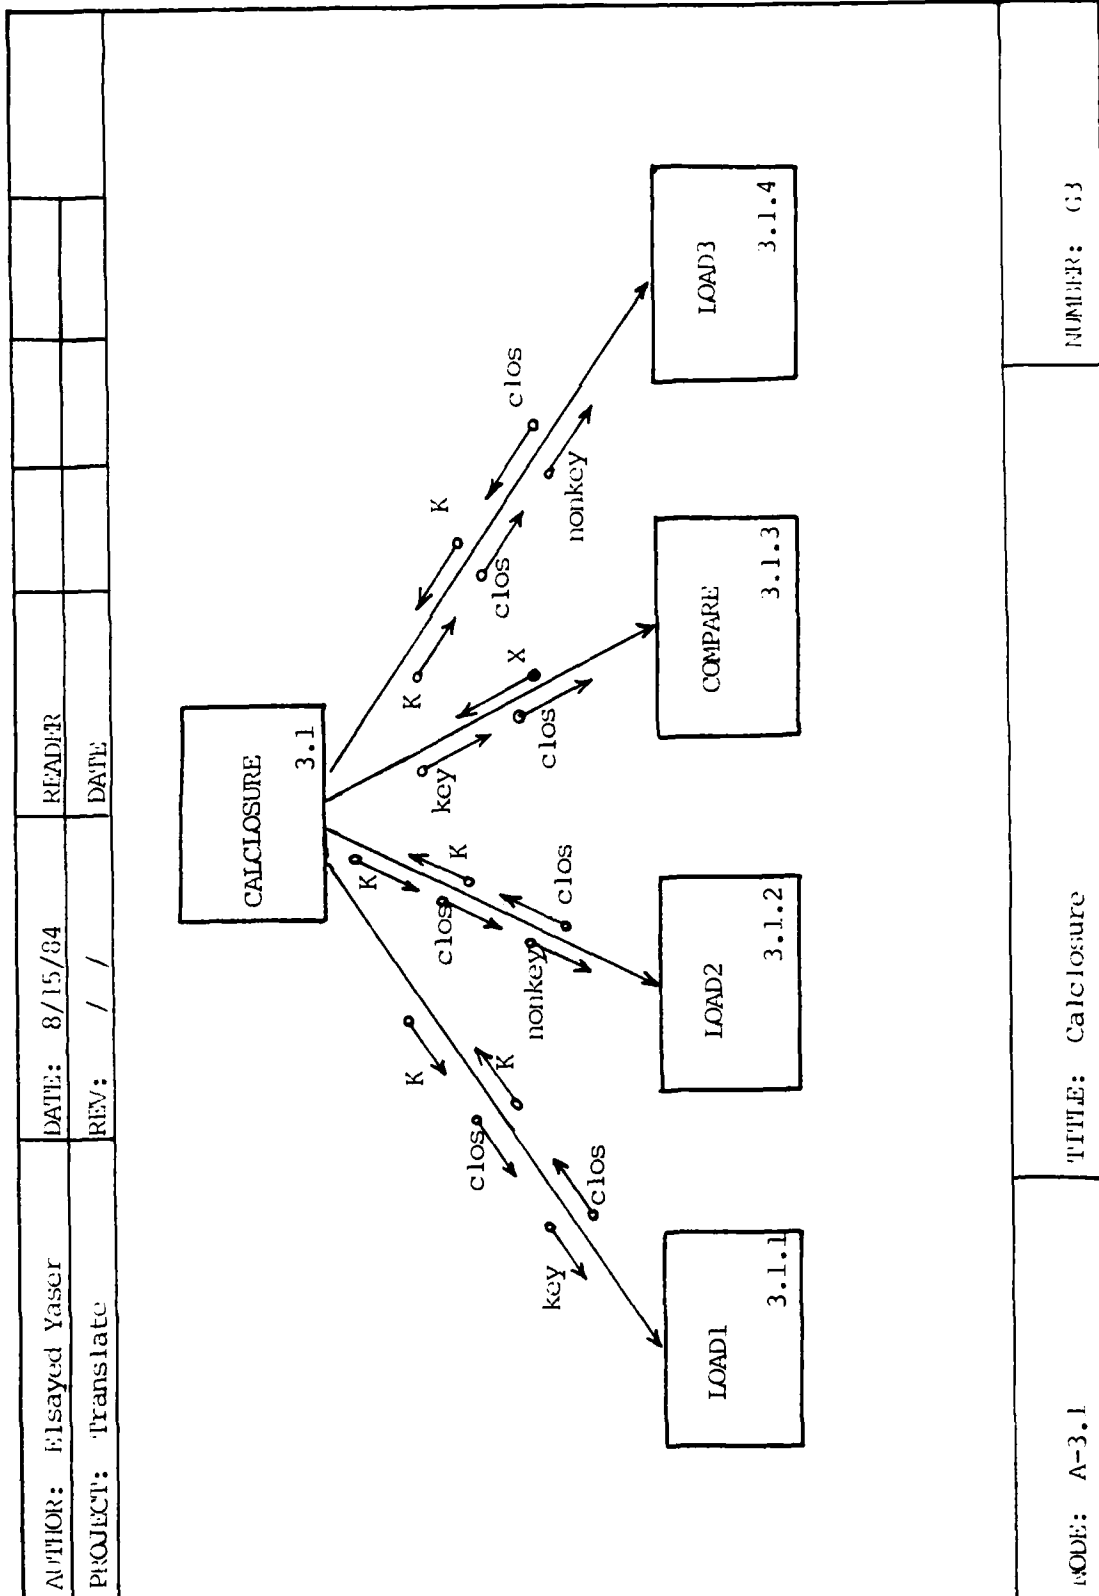 AUTHOR: Elsayed Yaser DATE: 8/15/84 READER
PROJECT: Translate REV: / / DATE
CALCLOSURE
3.1
K
clos
key
K
clos
K
clos
nonkey
K
clos
key
clos
X
K
clos
nonkey
K
clos
LOAD1
3.1.1
LOAD2
3.1.2
COMPARE
3.1.3
LOAD3
3.1.4
NODE: A-3.1 TITLE: Calclosure NUMBER: G3